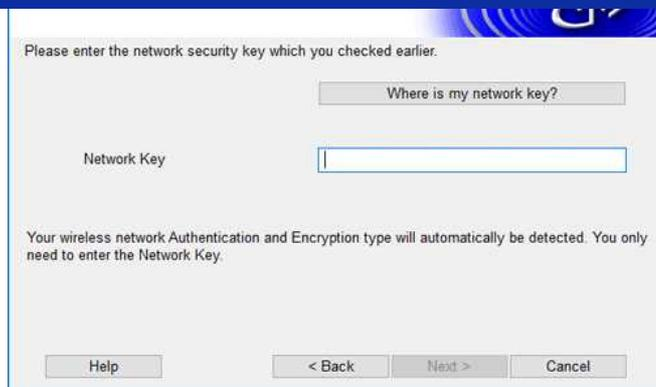 Please enter the network security key which you checked earlier.
Where is my network key?
Network Key
Your wireless network Authentication and Encryption type will automatically be detected. You only
need to enter the Network Key.
Help
< Back
Next >
Cancel